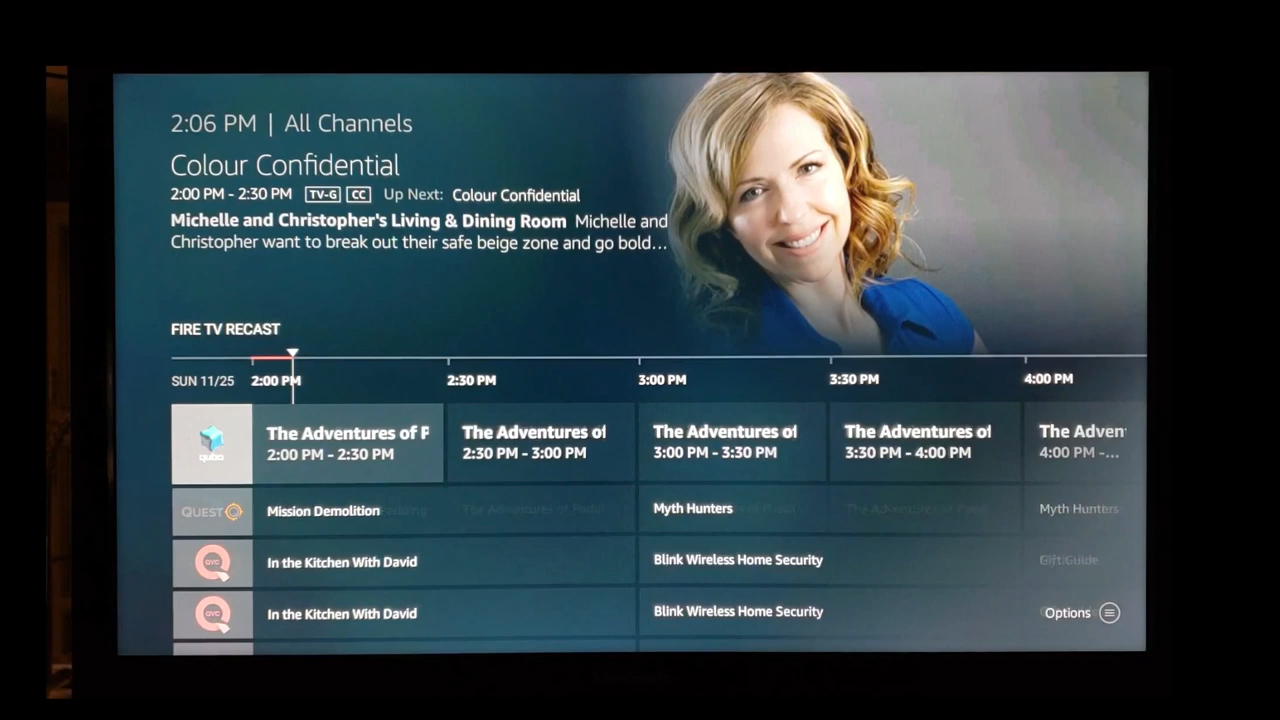 2:06 PM | All Channels
Colour Confidential
2:00 PM - 2:30 PM TV-G CC Up Next: Colour Confidential
Michelle and Christopher's Living & Dining Room Michelle and
Christopher want to break out their safe beige zone and go bold...
FIRE TV RECAST
SUN 11/25 2:00 PM 2:30 PM 3:00 PM 3:30 PM 4:00 PM
qubo The Adventures of P The Adventures of The Adventures of The Adventures of The Adven
2:00 PM - 2:30 PM 2:30 PM - 3:00 PM 3:00 PM - 3:30 PM 3:30 PM - 4:00 PM 4:00 PM -...
QUEST Mission Demolition Myth Hunters Myth Hunters
QVC In the Kitchen With David Blink Wireless Home Security Gift Guide
QVC In the Kitchen With David Blink Wireless Home Security Options